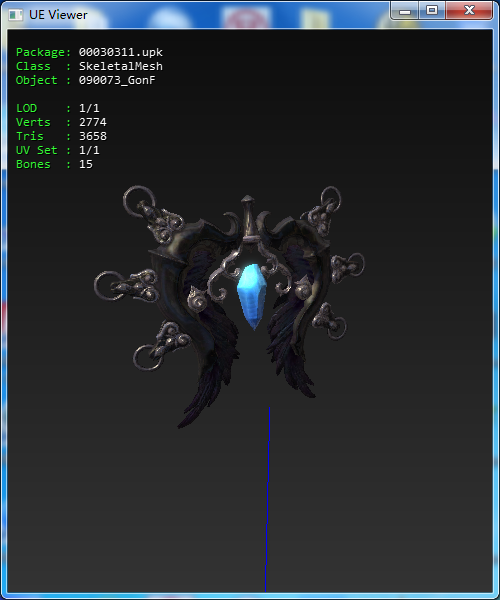 UE Viewer
Package: 00030311.upk
Class  : SkeletalMesh
Object : 090073_GonF
LOD    : 1/1
Verts  : 2774
Tris   : 3658
UV Set : 1/1
Bones  : 15